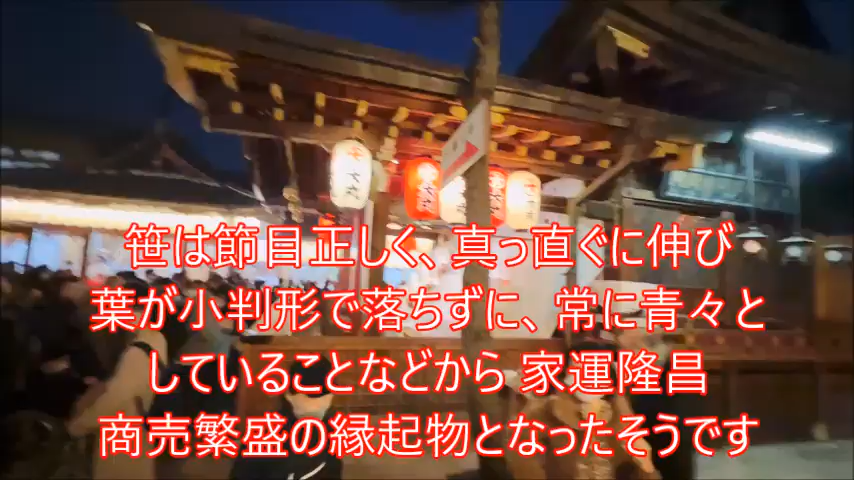 笹は節目正しく、真っ直ぐに伸び
葉が小判形で落ちずに、常に青々と
していることなどから 家運隆昌
商売繁盛の縁起物となったそうです